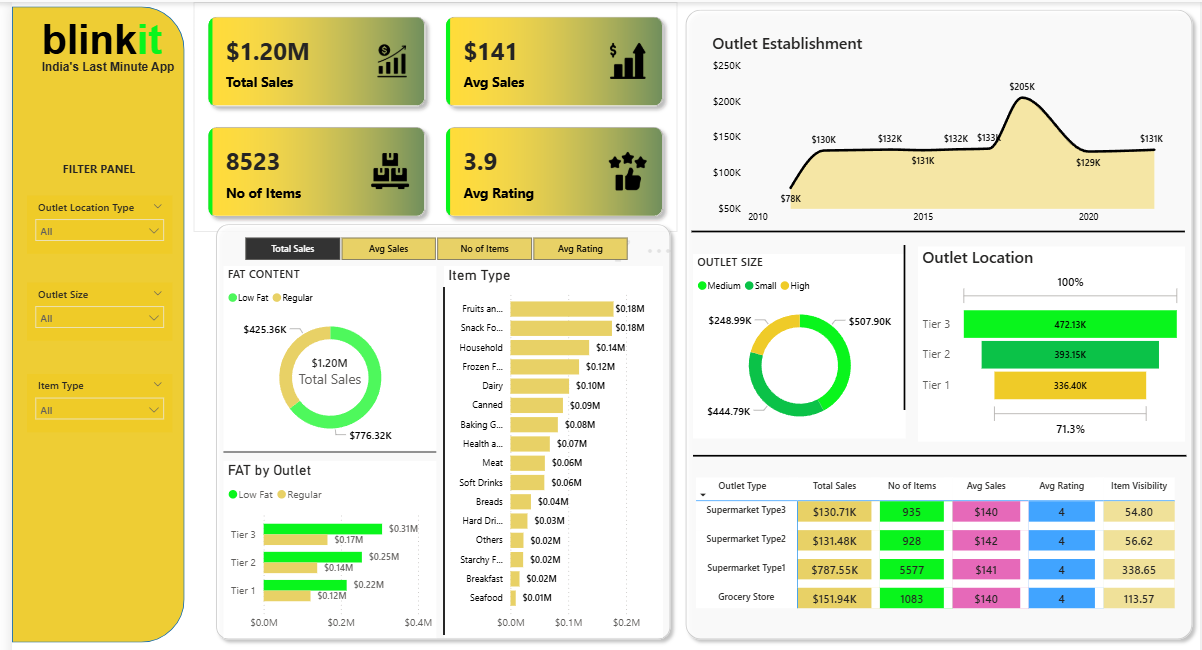 blinkit
India's Last Minute App
FILTER PANEL
Outlet Location Type
All
Outlet Size
All
Item Type
All
$1.20M
Total Sales
$141
Avg Sales
8523
No of Items
3.9
Avg Rating
Total Sales
Avg Sales
No of Items
Avg Rating
FAT CONTENT
Low Fat
Regular
$425.36K
$1.20M
Total Sales
$776.32K
FAT by Outlet
Low Fat
Regular
Tier 3
$0.31M
$0.17M
Tier 2
$0.25M
$0.14M
Tier 1
$0.22M
$0.12M
$0.0M
$0.2M
$0.4M
Item Type
Fruits an... $0.18M
Snack Fo... $0.18M
Household $0.14M
Frozen F... $0.12M
Dairy $0.10M
Canned $0.09M
Baking G... $0.08M
Health a... $0.07M
Meat $0.06M
Soft Drinks $0.06M
Breads $0.04M
Hard Dri... $0.03M
Others $0.02M
Starchy F... $0.02M
Breakfast $0.02M
Seafood $0.01M
$0.0M $0.1M $0.2M
Outlet Establishment
$250K
$200K
$150K
$100K
$50K
$78K
$130K
$132K
$131K
$132K
$133K
$205K
$129K
$131K
2010 2015 2020
OUTLET SIZE
Medium Small High
$248.99K
$507.90K
$444.79K
Outlet Location
100%
Tier 3 472.13K
Tier 2 393.15K
Tier 1 336.40K
71.3%
Outlet Type Total Sales No of Items Avg Sales Avg Rating Item Visibility
Supermarket Type3 $130.71K 935 $140 4 54.80
Supermarket Type2 $131.48K 928 $142 4 56.62
Supermarket Type1 $787.55K 5577 $141 4 338.65
Grocery Store $151.94K 1083 $140 4 113.57